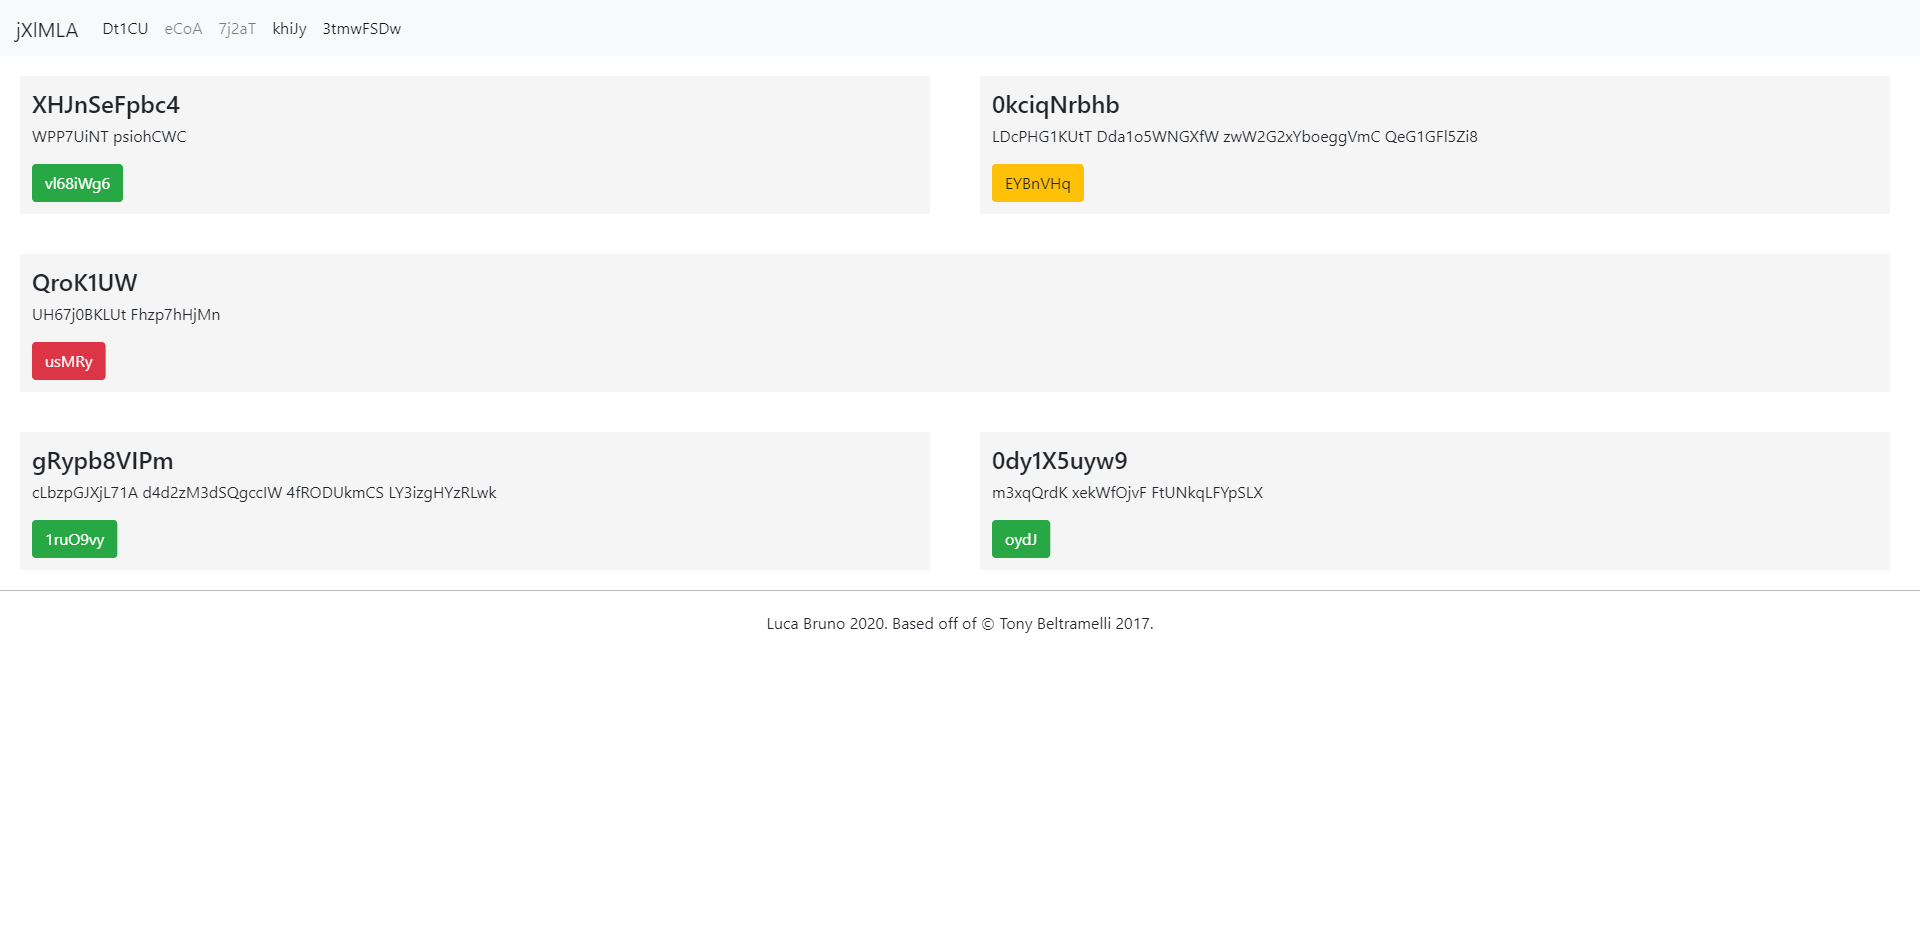 jXlMLA Dt1CU eCoA 7j2aT khiJy 3tmwFSDw
XHJnSeFpbc4
WPP7UiNT psiohCWC
vl68iWg6
0kciqNrbhb
LDcPHG1KUtT Dda1o5WNGXfW zwW2G2xYboeggVmC QeG1GFl5Zi8
EYBnVHq
QroK1UW
UH67j0BKLUt Fhzp7hHjMn
usMRy
gRypb8VIPm
cLbzpGJXjL71A d4d2zM3dSQgccIW 4fRODUkmCS LY3izgHYzRLwk
1ruO9vy
0dy1X5uyw9
m3xqQrdK xekWfOjvF FtUNkqLFYpSLX
oydJ
Luca Bruno 2020. Based off of © Tony Beltramelli 2017.